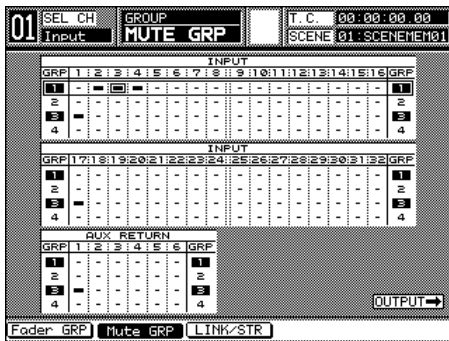 01 SEL CH GROUP T.C. 00:00:00.00
Input MUTE GRP SCENE 01:SCENEMEM01
INPUT
GRP 1 2 3 4 5 6 7 8 9 10 11 12 13 14 15 16 GRP
1 - - - - - - - - - - - - - - - - 1
2 - - - - - - - - - - - - - - - - 2
3 - - - - - - - - - - - - - - - - 3
4 - - - - - - - - - - - - - - - - 4
INPUT
GRP 17 18 19 20 21 22 23 24 25 26 27 28 29 30 31 32 GRP
1 - - - - - - - - - - - - - - - - 1
2 - - - - - - - - - - - - - - - - 2
3 - - - - - - - - - - - - - - - - 3
4 - - - - - - - - - - - - - - - - 4
AUX RETURN
GRP 1 2 3 4 5 6 GRP
1 - - - - - - 1
2 - - - - - - 2
3 - - - - - - 3
4 - - - - - - 4
OUTPUT➡
Fader GRP Mute GRP LINK/STR